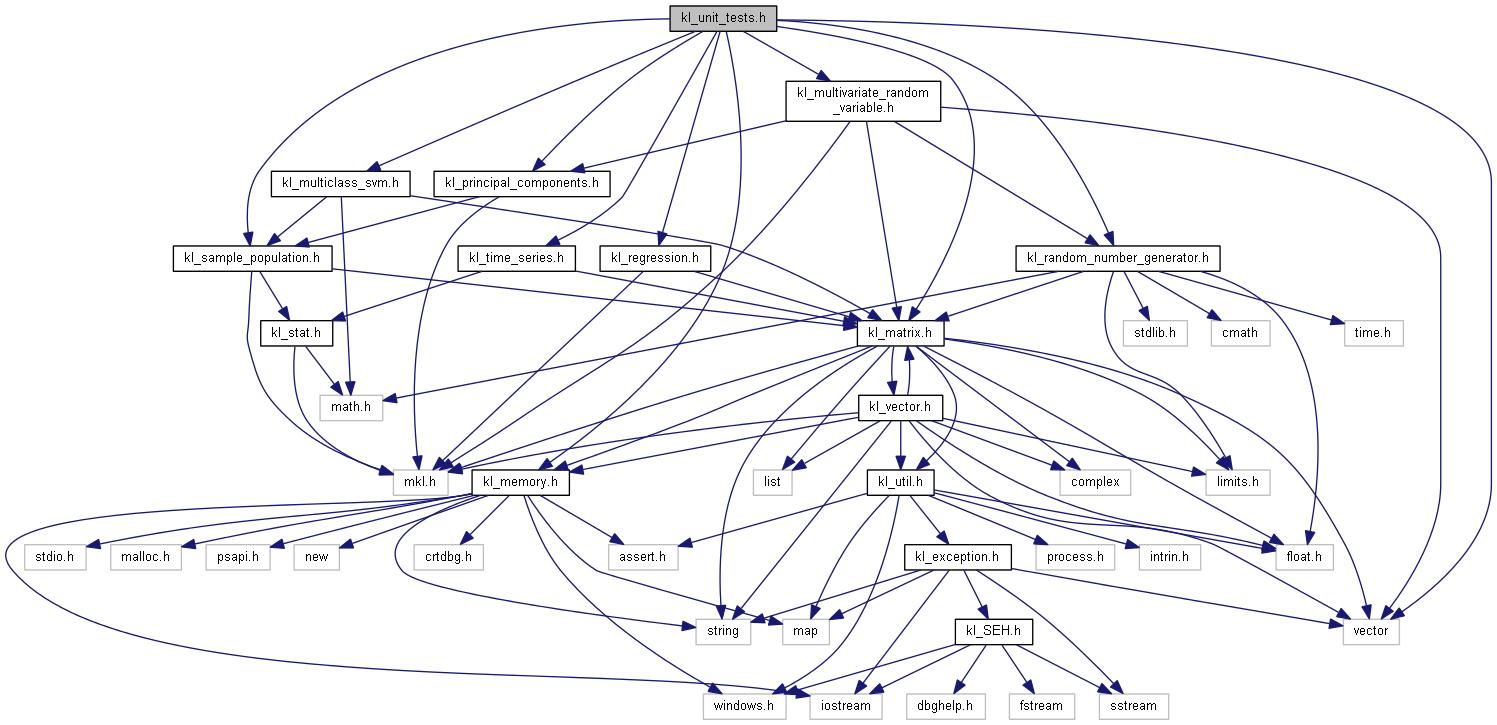 kl_unit_tests.h
kl_multivariate_random
_variable.h
kl_multiclass_svm.h
kl_principal_components.h
kl_sample_population.h
kl_time_series.h
kl_regression.h
kl_random_number_generator.h
kl_stat.h
kl_matrix.h
stdlib.h
cmath
time.h
math.h
kl_vector.h
mkl.h
kl_memory.h
list
kl_util.h
complex
limits.h
stdio.h
malloc.h
psapi.h
new
crtdbg.h
assert.h
kl_exception.h
process.h
intrin.h
float.h
string
map
kl_SEH.h
vector
windows.h
iostream
dbghelp.h
fstream
sstream